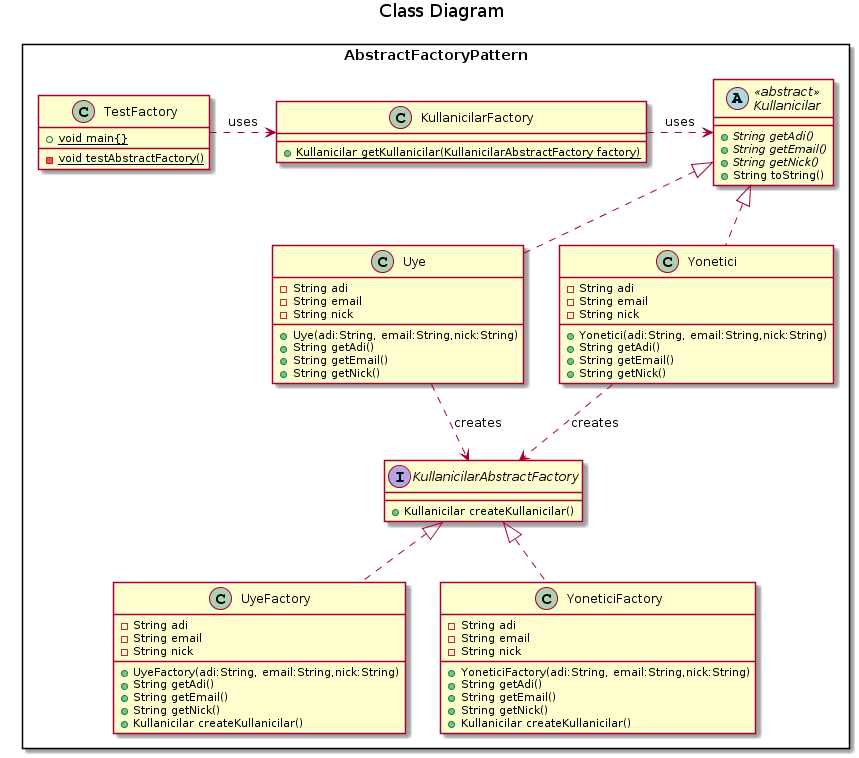 Class Diagram
AbstractFactoryPattern
C TestFactory
void main{}
void testAbstractFactory()
uses
C KullanicilarFactory
Kullanicilar getKullanicilar(KullanicilarAbstractFactory factory)
uses
A «abstract»
Kullanicilar
String getAdi()
String getEmail()
String getNick()
String toString()
C Uye
String adi
String email
String nick
Uye(adi:String, email:String,nick:String)
String getAdi()
String getEmail()
String getNick()
C Yonetici
String adi
String email
String nick
Yonetici(adi:String, email:String,nick:String)
String getAdi()
String getEmail()
String getNick()
creates
creates
I KullanicilarAbstractFactory
Kullanicilar createKullanicilar()
C UyeFactory
String adi
String email
String nick
UyeFactory(adi:String, email:String,nick:String)
String getAdi()
String getEmail()
String getNick()
Kullanicilar createKullanicilar()
C YoneticiFactory
String adi
String email
String nick
YoneticiFactory(adi:String, email:String,nick:String)
String getAdi()
String getEmail()
String getNick()
Kullanicilar createKullanicilar()